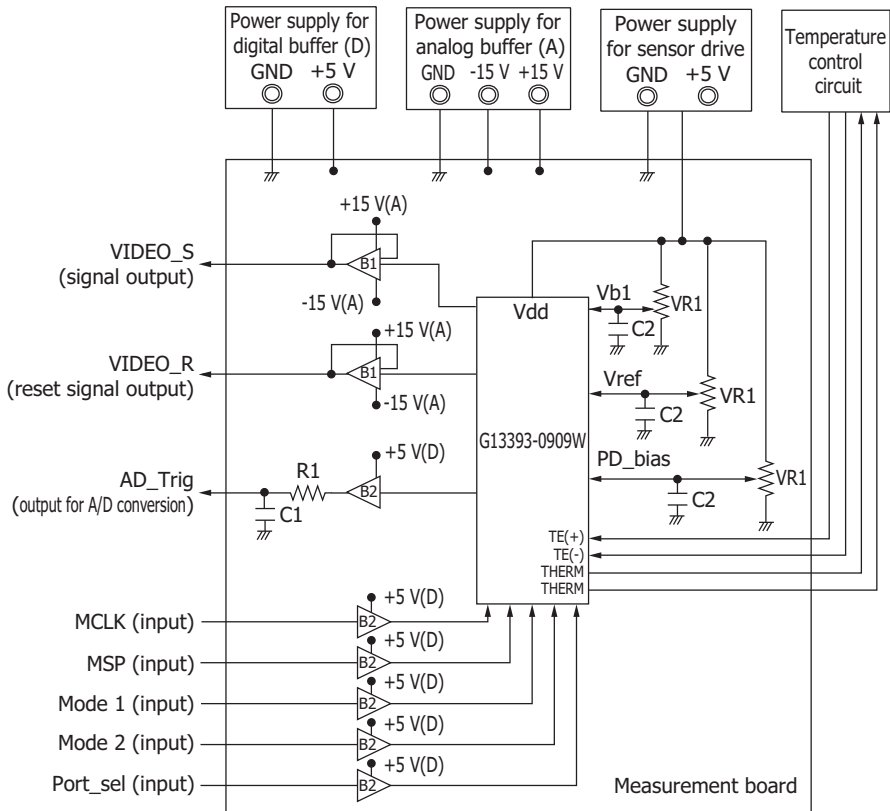 Power supply for
digital buffer (D)
GND +5 V
Power supply for
analog buffer (A)
GND -15 V +15 V
Power supply
for sensor drive
GND +5 V
Temperature
control
circuit
+15 V(A)
VIDEO_S
(signal output)
B1
-15 V(A)
Vdd
Vb1
VR1
C2
+15 V(A)
VIDEO_R
(reset signal output)
B1
-15 V(A)
Vref
VR1
C2
G13393-0909W
+5 V(D)
AD_Trig
(output for A/D conversion)
R1
B2
C1
PD_bias
VR1
C2
TE(+)
TE(-)
THERM
THERM
+5 V(D)
MCLK (input)
B2
+5 V(D)
MSP (input)
B2
+5 V(D)
Mode 1 (input)
B2
+5 V(D)
Mode 2 (input)
B2
+5 V(D)
Port_sel (input)
B2
Measurement board